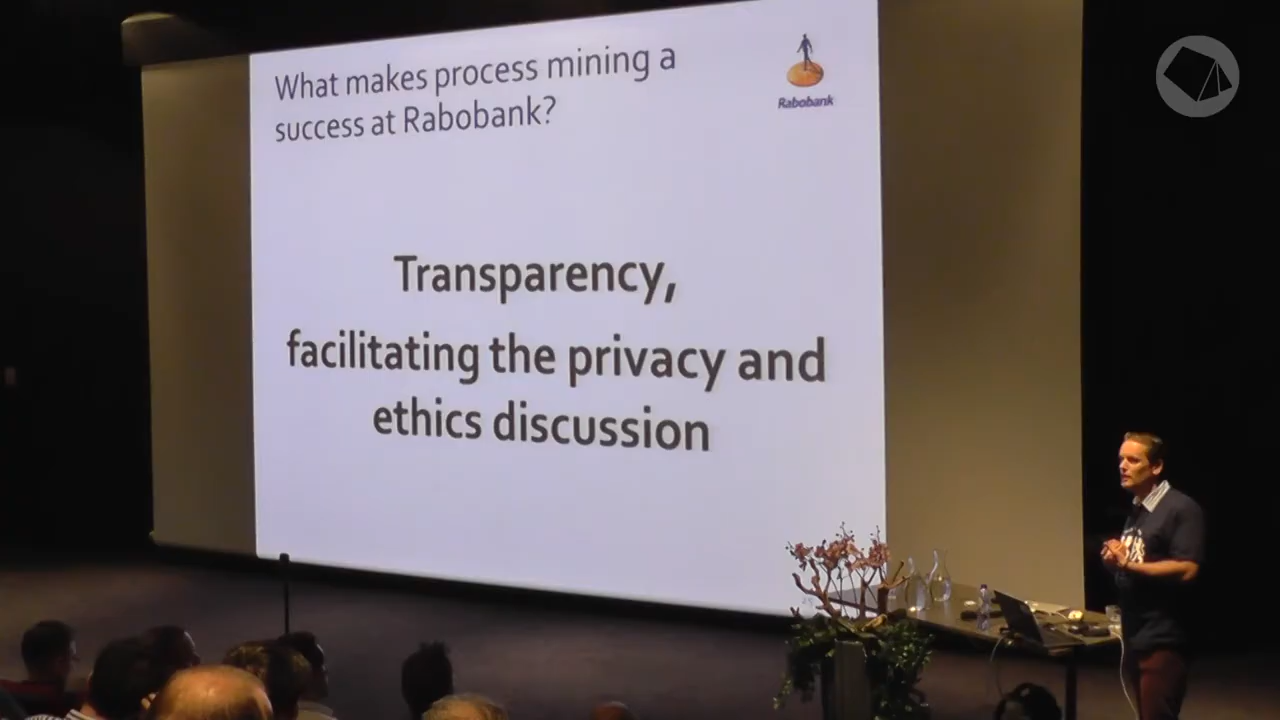 What makes process mining a
success at Rabobank?
Rabobank
Transparency,
facilitating the privacy and
ethics discussion